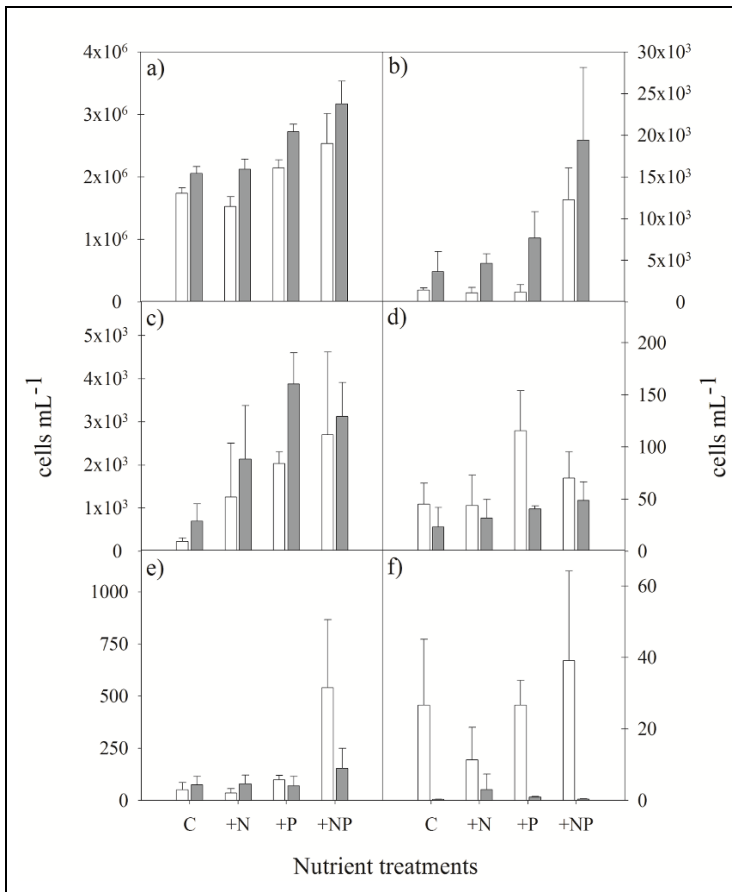 a)
4x10⁶
3x10⁶
2x10⁶
1x10⁶
0
b)
30x10³
25x10³
20x10³
15x10³
10x10³
5x10³
0
c)
5x10³
4x10³
3x10³
2x10³
1x10³
0
d)
200
150
100
50
0
e)
1000
750
500
250
0
f)
60
40
20
0
cells mL⁻¹
cells mL⁻¹
C +N +P +NP C +N +P +NP
Nutrient treatments